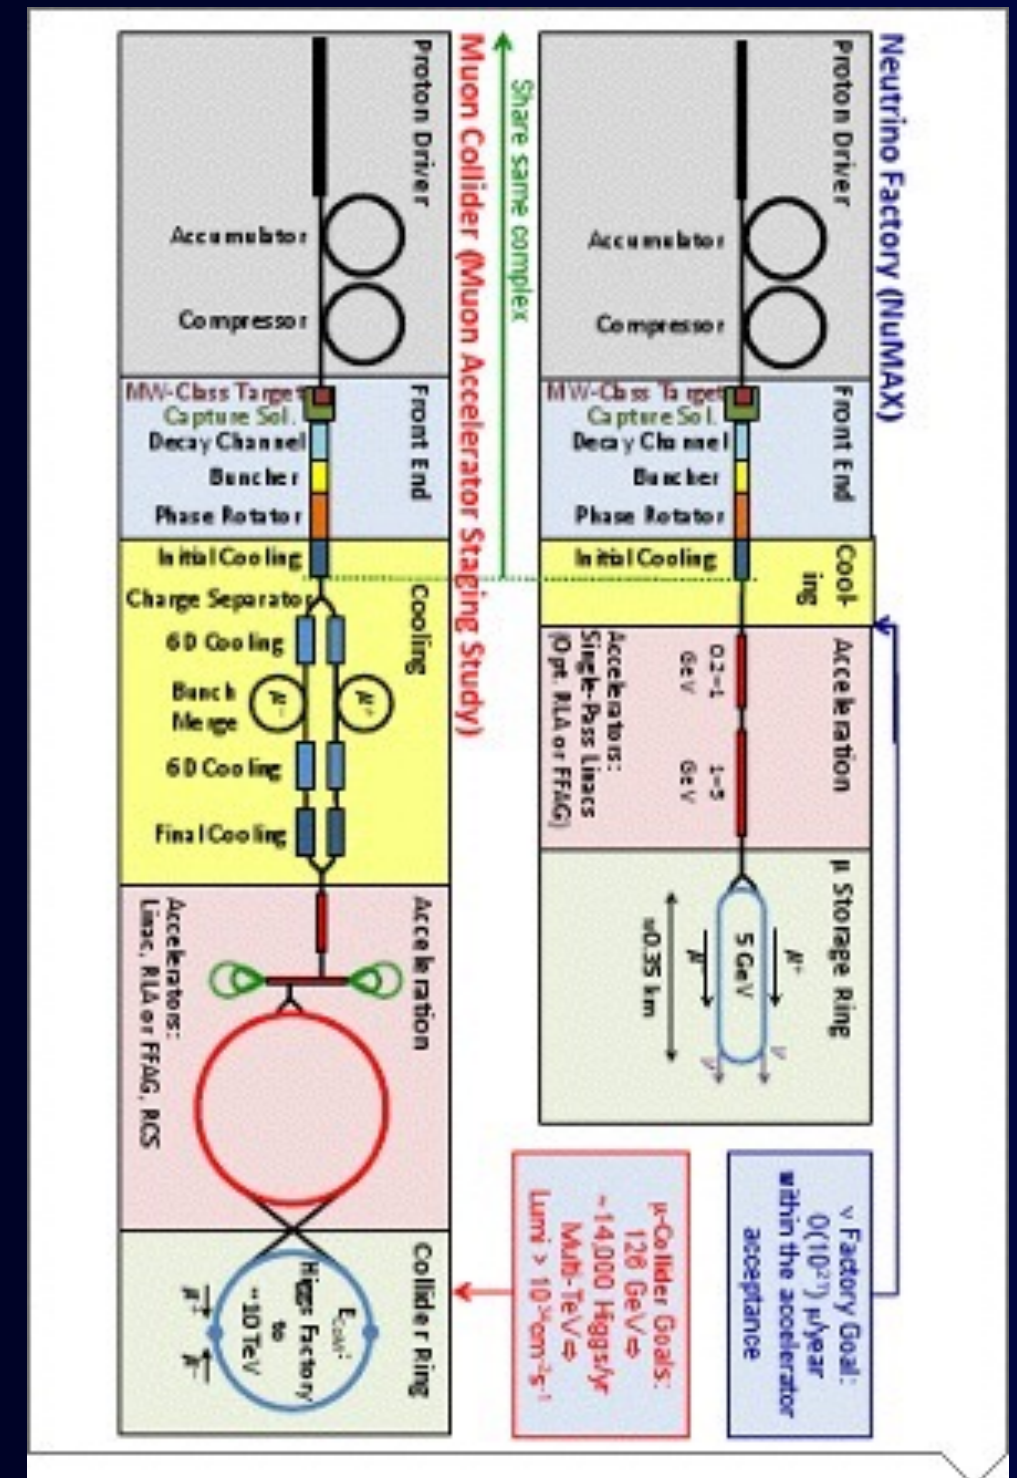 Neutrino Factory (NuMAX)
Proton Driver
Accumulator
Compressor
Front End
MW-Class Target
Capture Sol.
Decay Channel
Buncher
Phase Rotator
Cool-
ing
Initial Cooling
Acceleration
0.2–1
GeV
1–5
GeV
Accelerators:
Single-Pass Linacs
(Opt. RLA or FFAG)
μ Storage Ring
μ⁺
5 GeV
μ⁻
≈0.35 km
ν
ν
ν Factory Goal:
O(10²¹) μ/year
within the accelerator
acceptance
Share same complex
μ-Collider Goals:
126 GeV ⇨
~14,000 Higgs/yr
Multi-TeV ⇨
Lumi > 10³⁴cm⁻²s⁻¹
Muon Collider (Muon Accelerator Staging Study)
Proton Driver
Accumulator
Compressor
Front End
MW-Class Target
Capture Sol.
Decay Channel
Buncher
Phase Rotator
Cooling
Initial Cooling
Charge Separator
6D Cooling
Bunch
Merge
μ⁺
μ⁻
6D Cooling
Final Cooling
Acceleration
Accelerators:
Linac, RLA or FFAG, RCS
Collider Ring
E_CoM:
Higgs Factory
to
~10 TeV
μ⁺
μ⁻